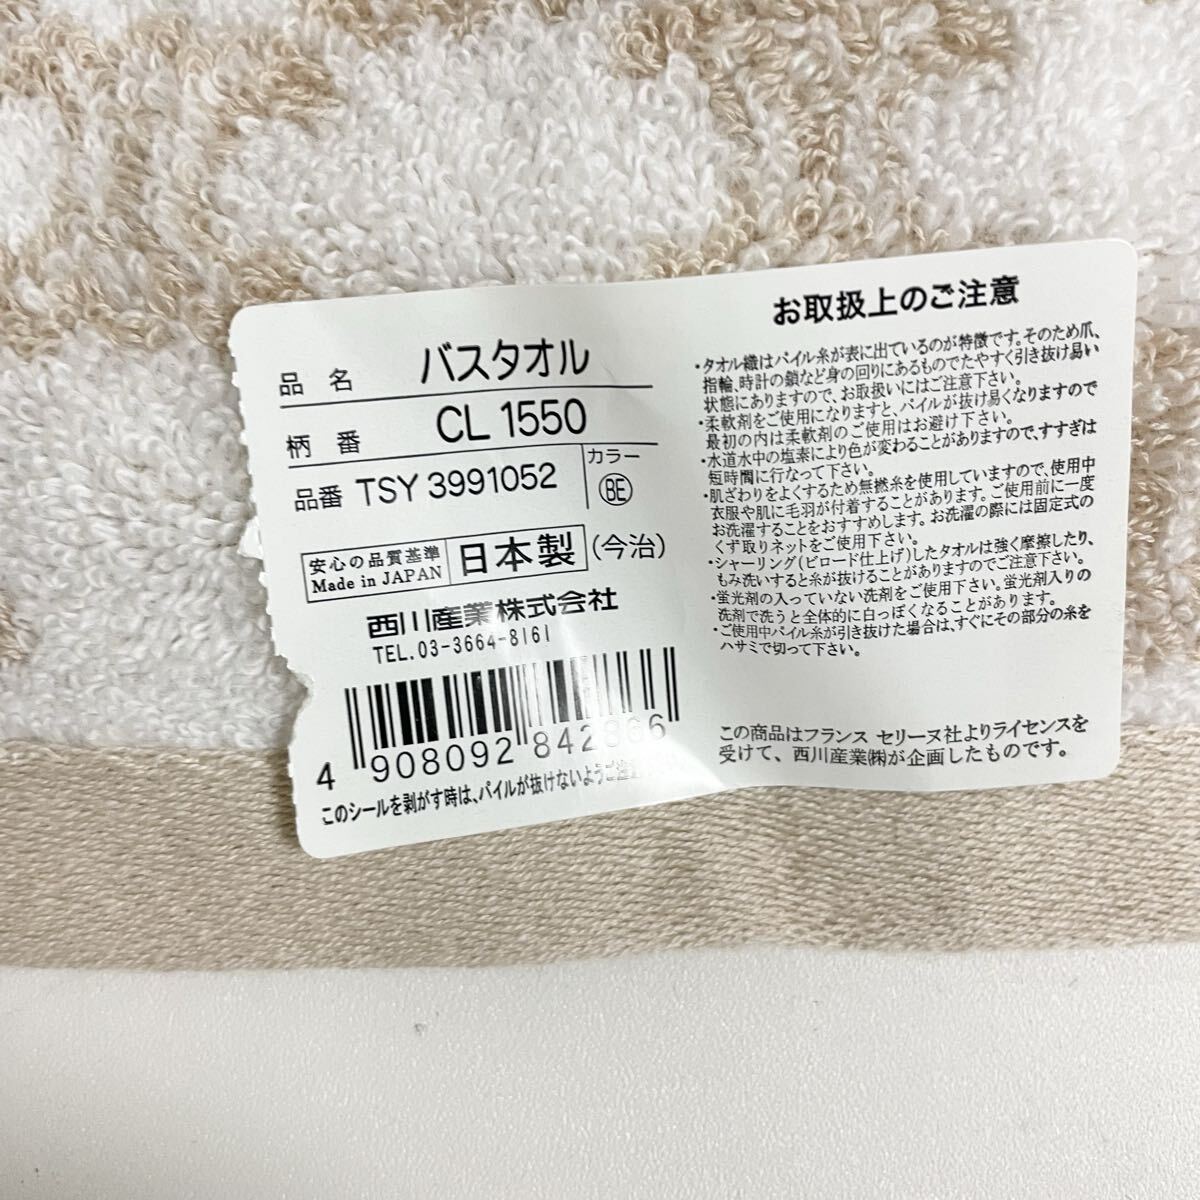 品名 バスタオル
柄番 CL 1550
品番 TSY 3991052
カラー
BE
安心の品質基準
Made in JAPAN
日本製 (今治)
西川産業株式会社
TEL.03-3664-8161
4 908092 842866
このシールを剥がす時は、パイルが抜けないようご注意
お取扱上のご注意
・タオル織はパイル糸が表に出ているのが特徴です。そのため爪、
指輪、時計の鎖など身の回りにあるものでたやすく引き抜け易い
状態にありますので、お取扱いにはご注意下さい。
・柔軟剤をご使用になりますと、パイルが抜け易くなりますので
最初の内は柔軟剤のご使用はお避け下さい。
・水道水中の塩素により色が変わることがありますので、すすぎは
短時間に行なって下さい。
・肌ざわりをよくするため無撚糸を使用していますので、使用中
衣服や肌に毛羽が付着することがあります。ご使用前に一度
お洗濯することをおすすめします。お洗濯の際には固定式の
くず取りネットをご使用下さい。
・シャーリング(ビロード仕上げ)したタオルは強く摩擦したり、
もみ洗いすると糸が抜けることがありますのでご注意下さい。
・蛍光剤の入っていない洗剤をご使用下さい。蛍光剤入りの
洗剤で洗うと全体的に白っぽくなることがあります。
・ご使用中パイル糸が引き抜けた場合は、すぐにその部分の糸を
ハサミで切って下さい。
この商品はフランス セリーヌ社よりライセンスを
受けて、西川産業㈱が企画したものです。